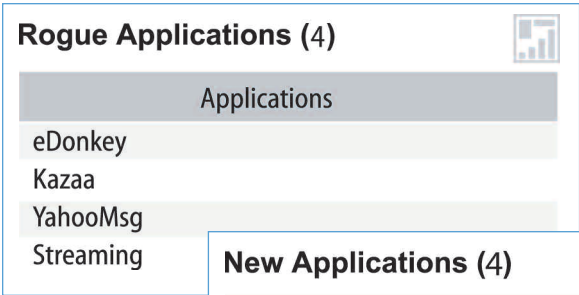 Rogue Applications (4)
Applications
eDonkey
Kazaa
YahooMsg
Streaming
New Applications (4)